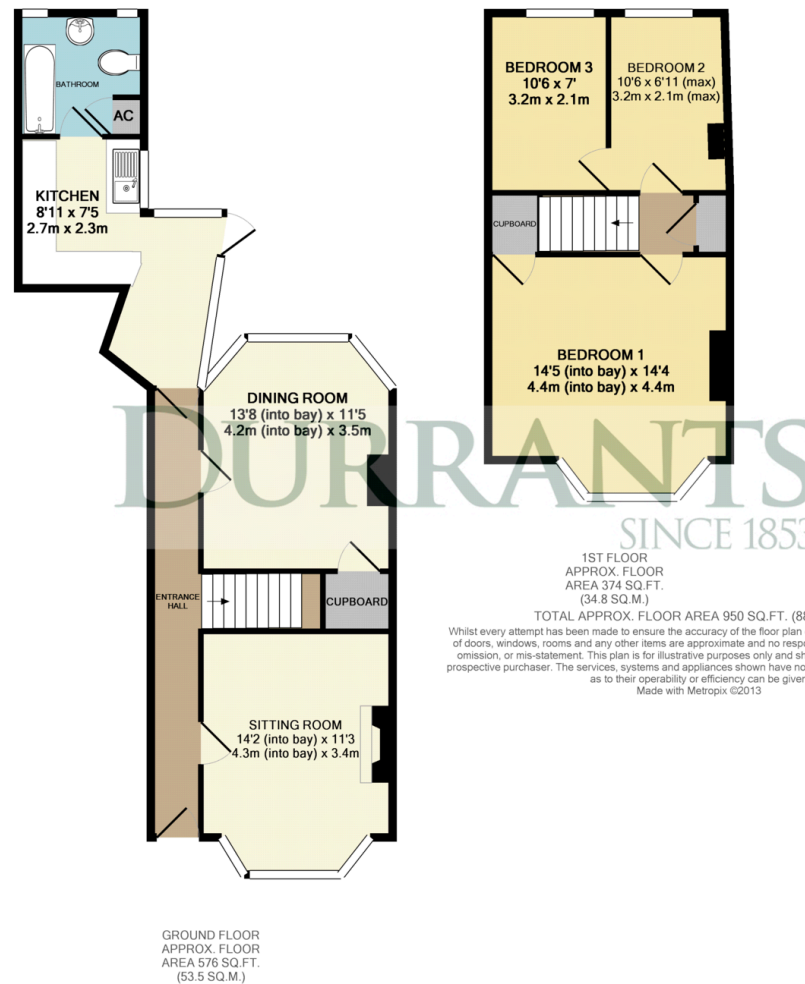 BATHROOM
AC
KITCHEN
8'11 x 7'5
2.7m x 2.3m
DINING ROOM
13'8 (into bay) x 11'5
4.2m (into bay) x 3.5m
ENTRANCE
HALL
CUPBOARD
SITTING ROOM
14'2 (into bay) x 11'3
4.3m (into bay) x 3.4m
GROUND FLOOR
APPROX. FLOOR
AREA 576 SQ.FT.
(53.5 SQ.M.)
BEDROOM 3
10'6 x 7'
3.2m x 2.1m
BEDROOM 2
10'6 x 6'11 (max)
3.2m x 2.1m (max)
CUPBOARD
BEDROOM 1
14'5 (into bay) x 14'4
4.4m (into bay) x 4.4m
DURRANTS
SINCE 1853
1ST FLOOR
APPROX. FLOOR
AREA 374 SQ.FT.
(34.8 SQ.M.)
TOTAL APPROX. FLOOR AREA 950 SQ.FT. (88
Whilst every attempt has been made to ensure the accuracy of the floor plan
of doors, windows, rooms and any other items are approximate and no
omission, or mis-statement. This plan is for illustrative purposes only and
prospective purchaser. The services, systems and appliances shown have
as to their operability or efficiency can be
Made with Metropix ©2013